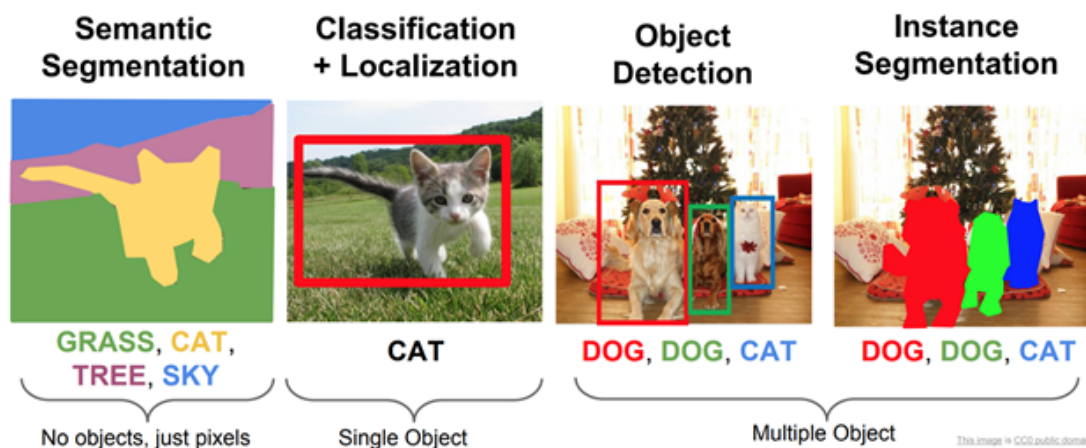 Semantic
Segmentation
Classification
+ Localization
Object
Detection
Instance
Segmentation
GRASS, CAT,
TREE, SKY
CAT
DOG, DOG, CAT
DOG, DOG, CAT
No objects, just pixels
Single Object
Multiple Object
This image is CC0 public doma